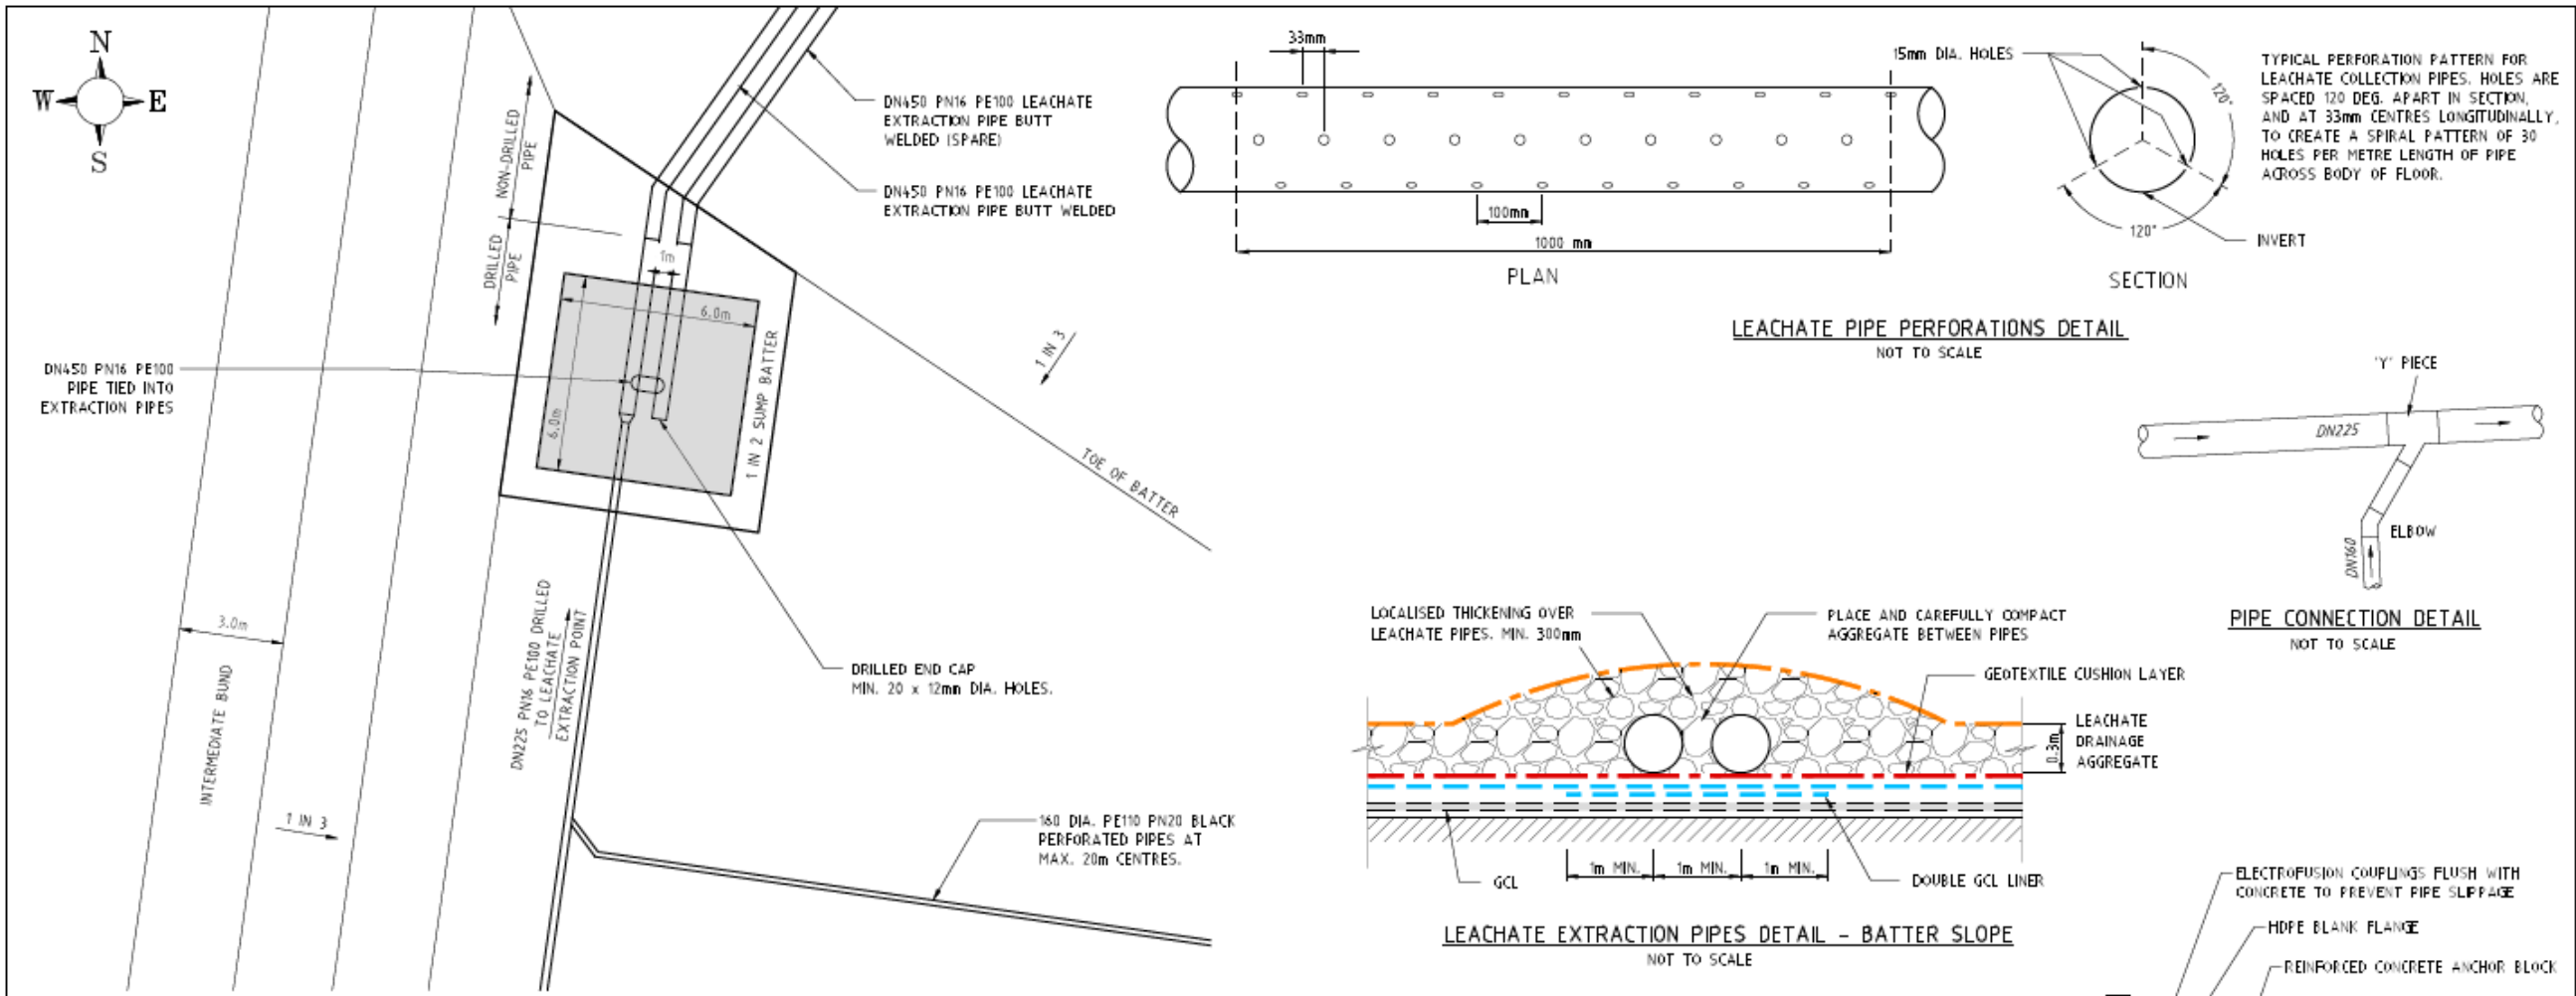 N
W
E
S
NON-DRILLED
PIPE
DRILLED
PIPE
DN450 PN16 PE100 LEACHATE
EXTRACTION PIPE BUTT
WELDED (SPARE)
DN450 PN16 PE100 LEACHATE
EXTRACTION PIPE BUTT WELDED
1m
6.0m
6.0m
1 IN 2 SUMP BATTER
DN450 PN16 PE100
PIPE TIED INTO
EXTRACTION PIPES
1 IN 3
TOE OF BATTER
3.0m
INTERMEDIATE BUND
1 IN 3
DN225 PN16 PE100 DRILLED
TO LEACHATE
EXTRACTION POINT
DRILLED END CAP
MIN. 20 x 12mm DIA. HOLES.
160 DIA. PE110 PN20 BLACK
PERFORATED PIPES AT
MAX. 20m CENTRES.
33mm
100mm
1000 mm
PLAN
15mm DIA. HOLES
120°
120°
INVERT
SECTION
TYPICAL PERFORATION PATTERN FOR
LEACHATE COLLECTION PIPES. HOLES ARE
SPACED 120 DEG. APART IN SECTION,
AND AT 33mm CENTRES LONGITUDINALLY,
TO CREATE A SPIRAL PATTERN OF 30
HOLES PER METRE LENGTH OF PIPE
ACROSS BODY OF FLOOR.
LEACHATE PIPE PERFORATIONS DETAIL
NOT TO SCALE
'Y' PIECE
DN225
ELBOW
DN160
PIPE CONNECTION DETAIL
NOT TO SCALE
LOCALISED THICKENING OVER
LEACHATE PIPES. MIN. 300mm
PLACE AND CAREFULLY COMPACT
AGGREGATE BETWEEN PIPES
GEOTEXTILE CUSHION LAYER
0.3m
LEACHATE
DRAINAGE
AGGREGATE
1m MIN.
1m MIN.
1m MIN.
GCL
DOUBLE GCL LINER
LEACHATE EXTRACTION PIPES DETAIL - BATTER SLOPE
NOT TO SCALE
ELECTROFUSION COUPLINGS FLUSH WITH
CONCRETE TO PREVENT PIPE SLIPPAGE
HDPE BLANK FLANGE
REINFORCED CONCRETE ANCHOR BLOCK